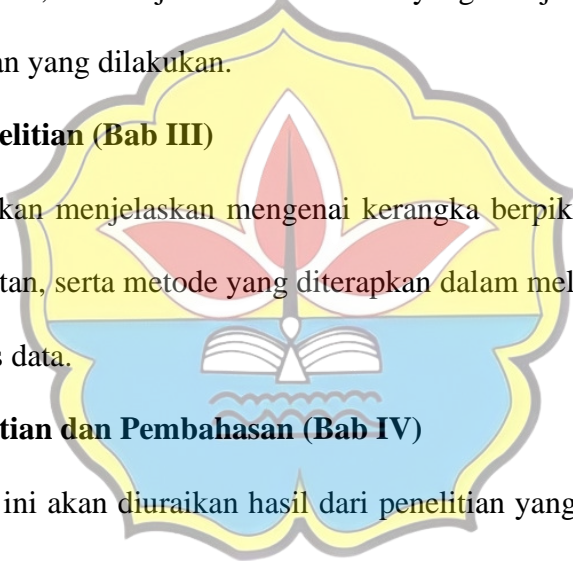 yang
an yang dilakukan.
elitian (Bab III)
kan menjelaskan mengenai kerangka berpik
tan, serta metode yang diterapkan dalam mel
s data.
tian dan Pembahasan (Bab IV)
ini akan diuraikan hasil dari penelitian yang